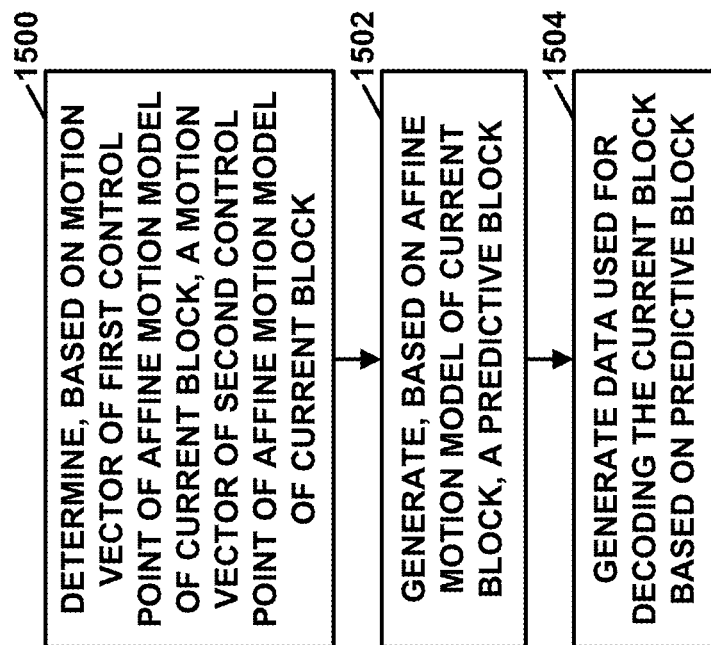 1500
DETERMINE, BASED ON MOTION
VECTOR OF FIRST CONTROL
POINT OF AFFINE MOTION MODEL
OF CURRENT BLOCK, A MOTION
VECTOR OF SECOND CONTROL
POINT OF AFFINE MOTION MODEL
OF CURRENT BLOCK
1502
GENERATE, BASED ON AFFINE
MOTION MODEL OF CURRENT
BLOCK, A PREDICTIVE BLOCK
1504
GENERATE DATA USED FOR
DECODING THE CURRENT BLOCK
BASED ON PREDICTIVE BLOCK